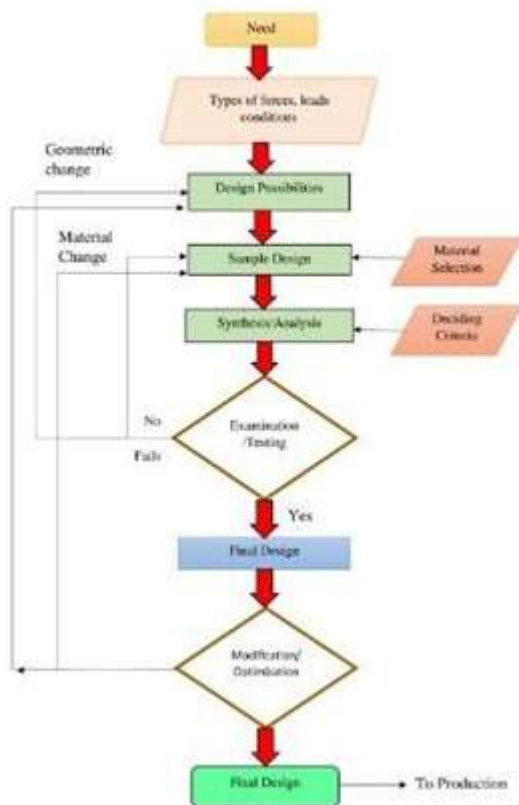 Need
Types of forces, loads
conditions
Geometric
change
Design Possibilities
Material
Change
Sample Design
Material
Selection
Synthesis/Analysis
Deciding
Criteria
No
Fails
Examination
/Testing
Yes
Final Design
Modification/
Optimisation
Final Design
To Production